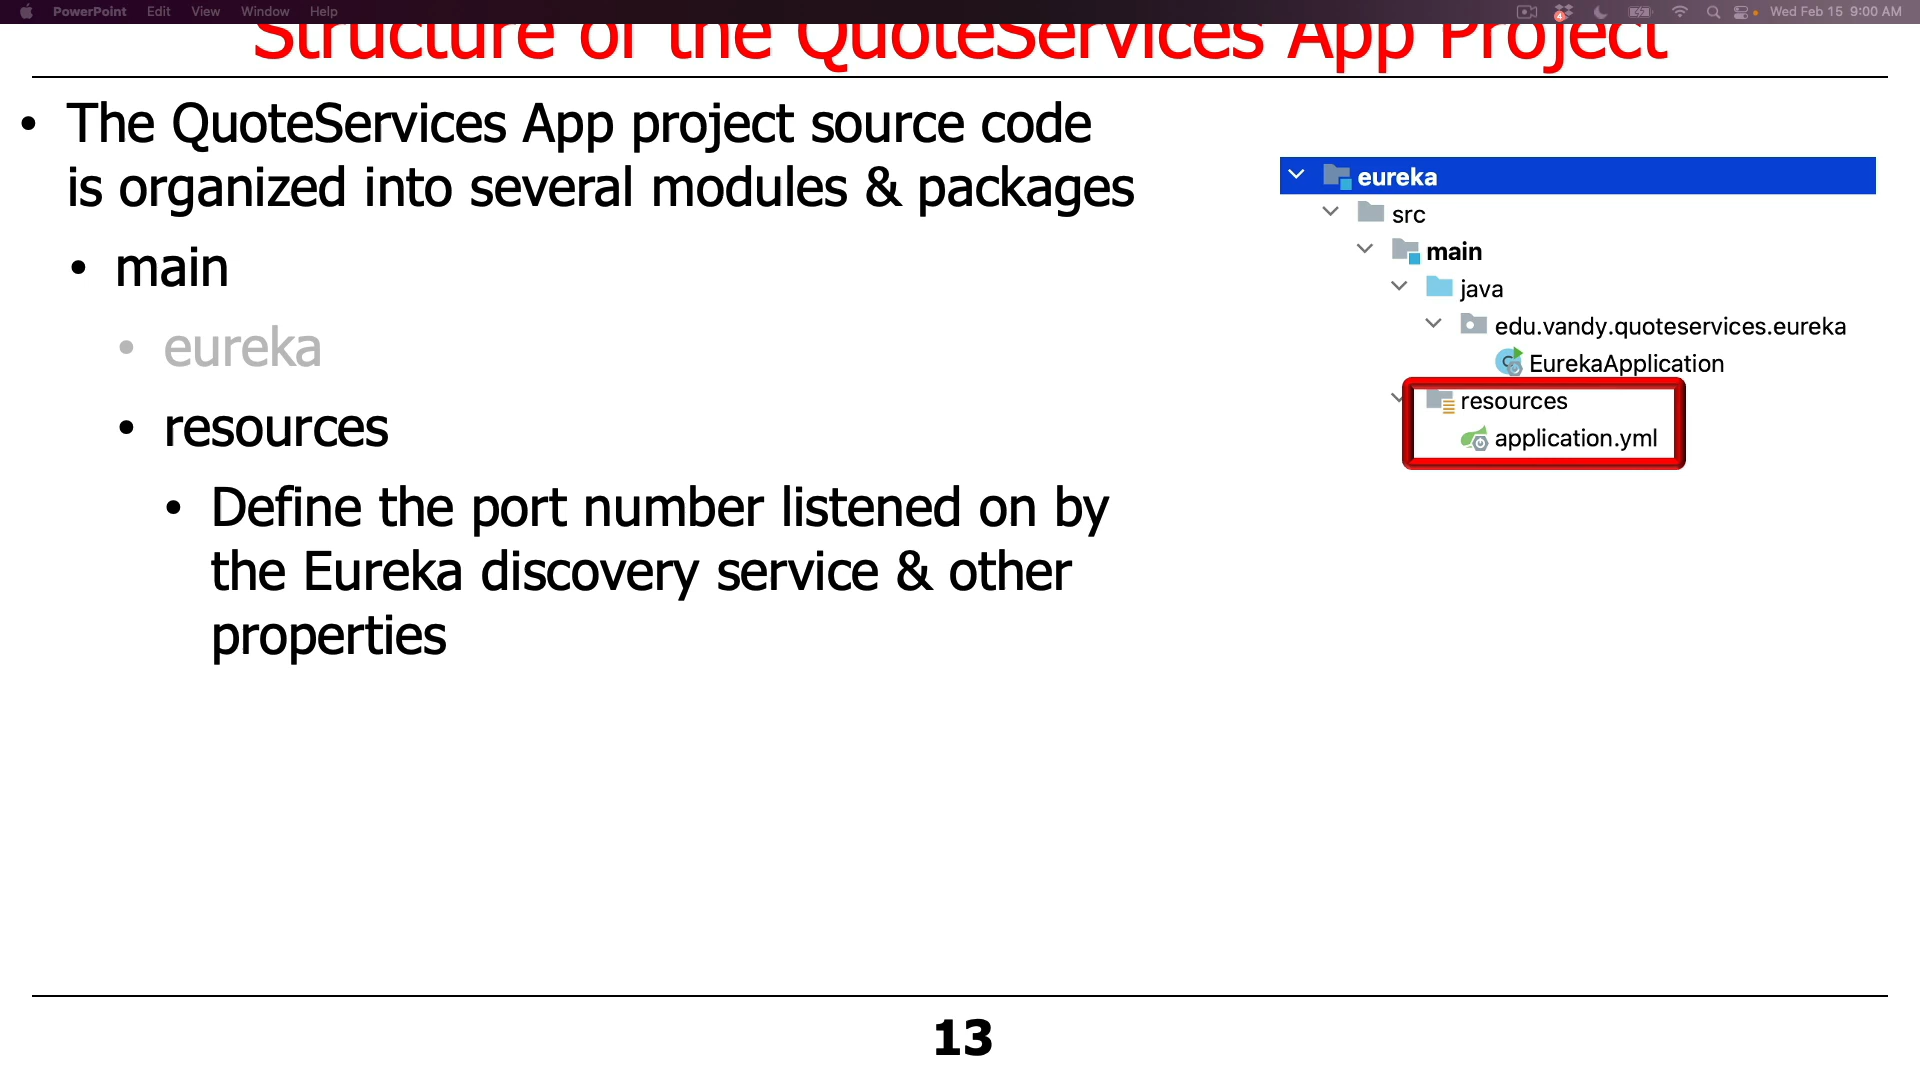 PowerPoint Edit View Window Help
4
Wed Feb 15 9:00 AM
Structure of the QuoteServices App Project
• The QuoteServices App project source code
is organized into several modules & packages
• main
• eureka
• resources
• Define the port number listened on by
the Eureka discovery service & other
properties
eureka
src
main
java
edu.vandy.quoteservices.eureka
EurekaApplication
resources
application.yml
13